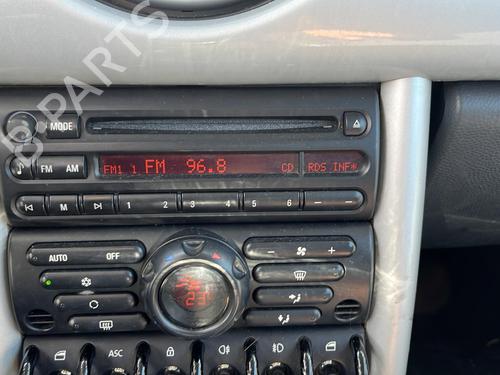 B-PARTS
MODE
FM AM FM1 1 FM 96.8 CD RDS INF*
M 1 2 3 4 5 6
AUTO OFF
23
ASC